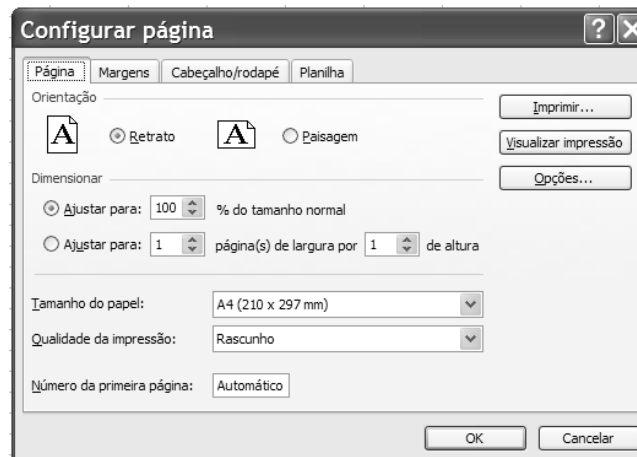 Configurar página
Página Margens Cabeçalho/rodapé Planilha
Orientação
A Retrato A Paisagem
Imprimir...
Visualizar impressão
Opções...
Dimensionar
Ajustar para: 100 % do tamanho normal
Ajustar para: 1 página(s) de largura por 1 de altura
Tamanho do papel: A4 (210 x 297 mm)
Qualidade da impressão: Rascunho
Número da primeira página: Automático
OK Cancelar